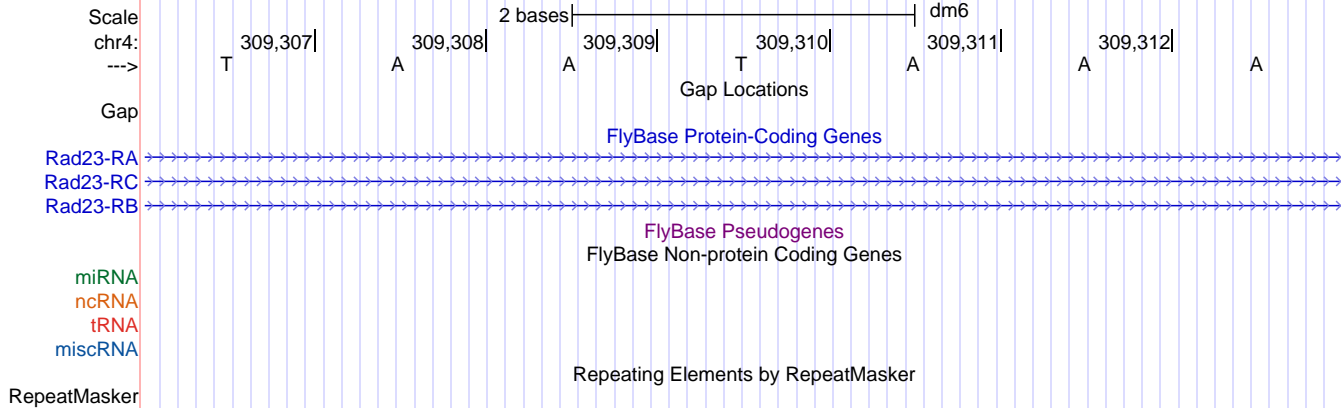 Scale 2 bases dm6
chr4: 309,307 309,308 309,309 309,310 309,311 309,312
---> T A A T A A A
Gap Locations
Gap
FlyBase Protein-Coding Genes
Rad23-RA
Rad23-RC
Rad23-RB
FlyBase Pseudogenes
FlyBase Non-protein Coding Genes
miRNA
ncRNA
tRNA
miscRNA
Repeating Elements by RepeatMasker
RepeatMasker